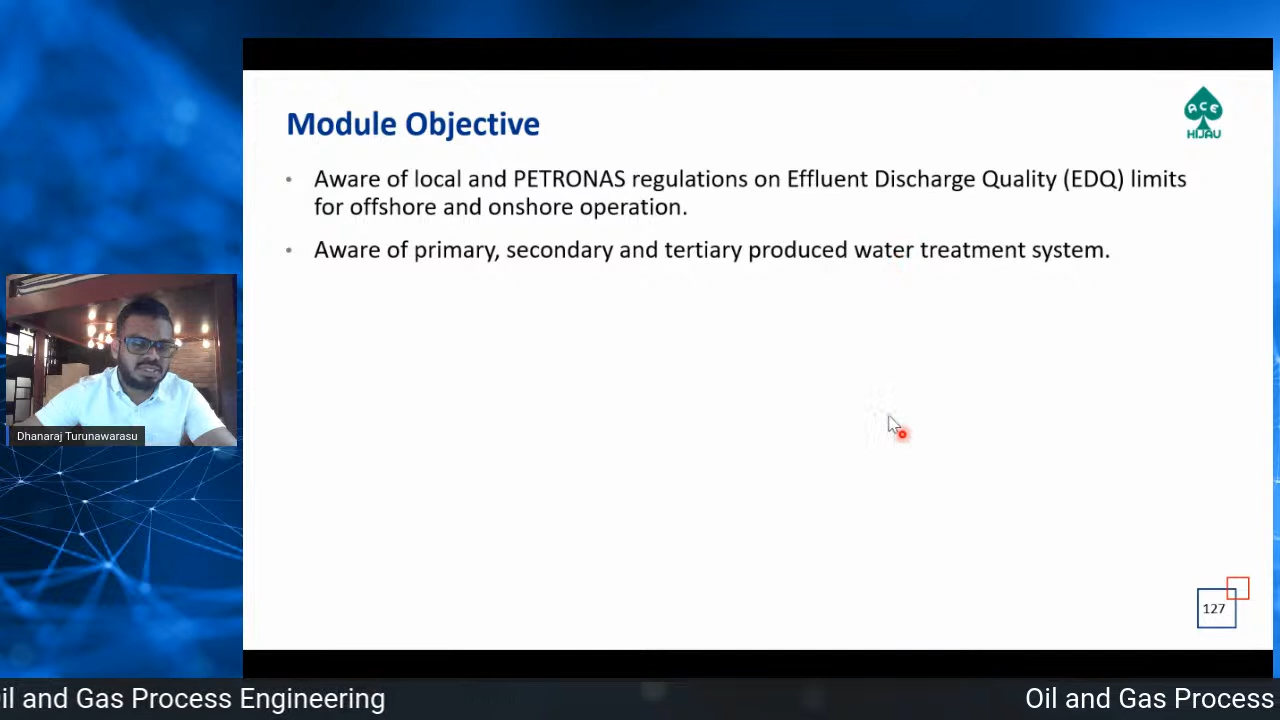 Module Objective
ACE
HIJAU
• Aware of local and PETRONAS regulations on Effluent Discharge Quality (EDQ) limits
for offshore and onshore operation.
• Aware of primary, secondary and tertiary produced water treatment system.
Dhanaraj Turunawarasu
127
il and Gas Process Engineering
Oil and Gas Process